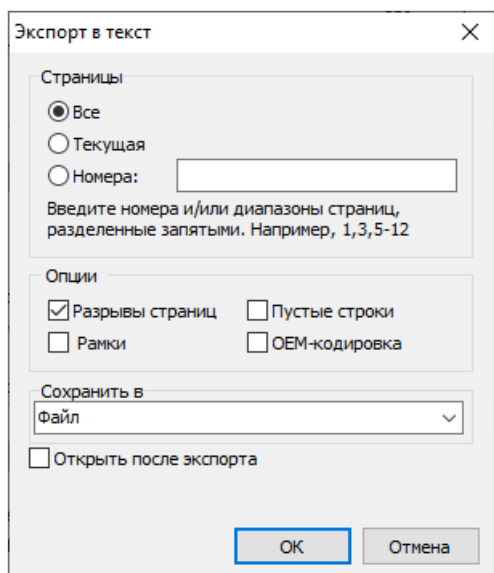 Экспорт в текст
Страницы
Все
Текущая
Номера:
Введите номера и/или диапазоны страниц,
разделенные запятыми. Например, 1,3,5-12
Опции
Разрывы страниц Пустые строки
Рамки OEM-кодировка
Сохранить в
Файл
Открыть после экспорта
OK Отмена